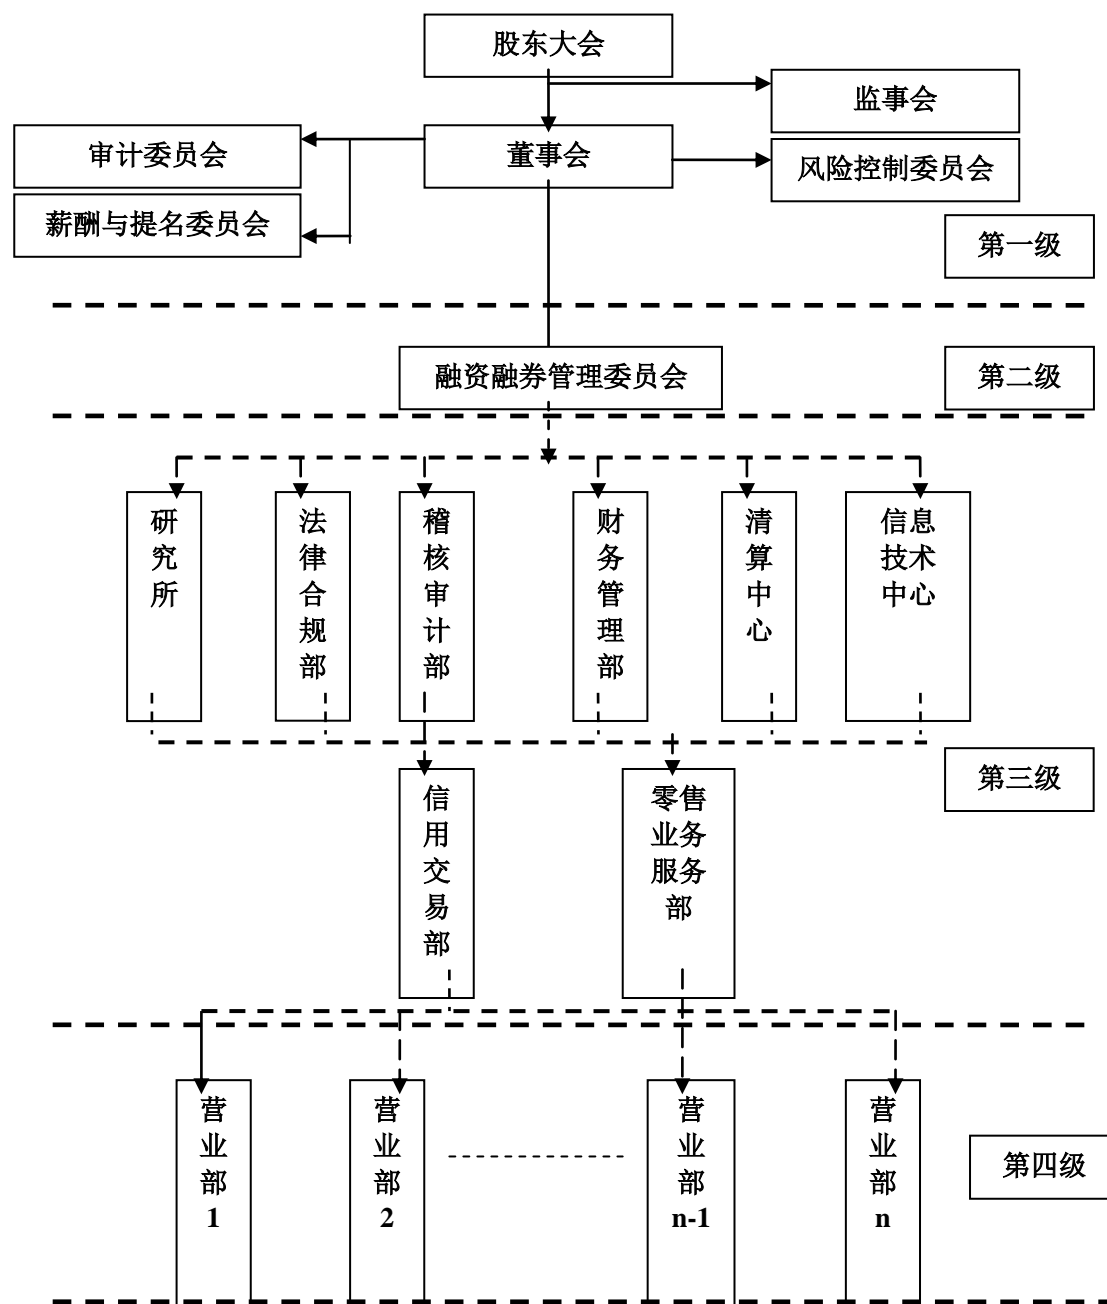 股东大会
监事会
审计委员会
董事会
风险控制委员会
薪酬与提名委员会
第一级
融资融券管理委员会
第二级
研
究
所
法
律
合
规
部
稽
核
审
计
部
财
务
管
理
部
清
算
中
心
信息
技术
中心
第三级
信
用
交
易
部
零售
业务
服务
部
营
业
部
1
营
业
部
2
营
业
部
n-1
营
业
部
n
第四级